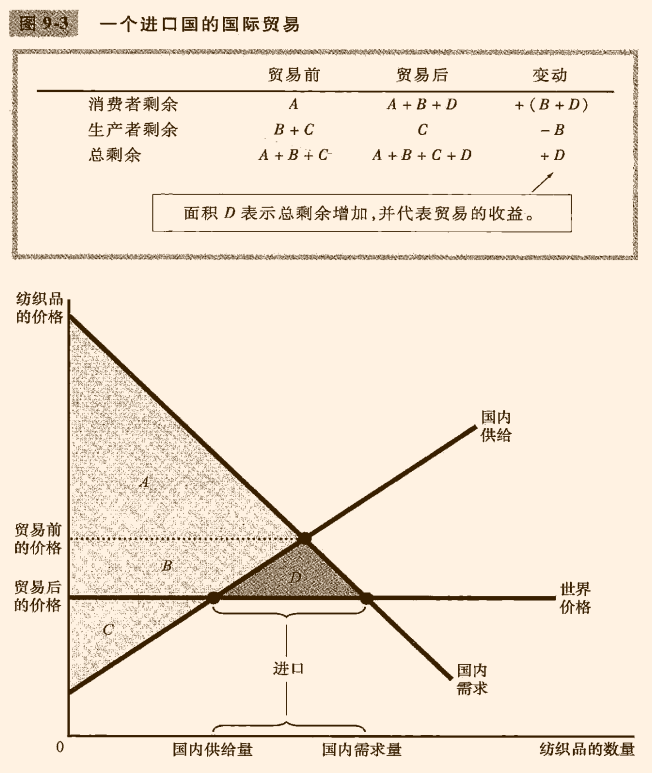 图 9-3 一个进口国的国际贸易
贸易前 贸易后 变动
消费者剩余 A A+B+D +(B+D)
生产者剩余 B+C C -B
总剩余 A+B+C A+B+C+D +D
面积 D 表示总剩余增加,并代表贸易的收益。
纺织品
的价格
国内
供给
A
贸易前
的价格
B
D
贸易后
的价格
世界
价格
C
进口
国内
需求
0
国内供给量
国内需求量
纺织品的数量